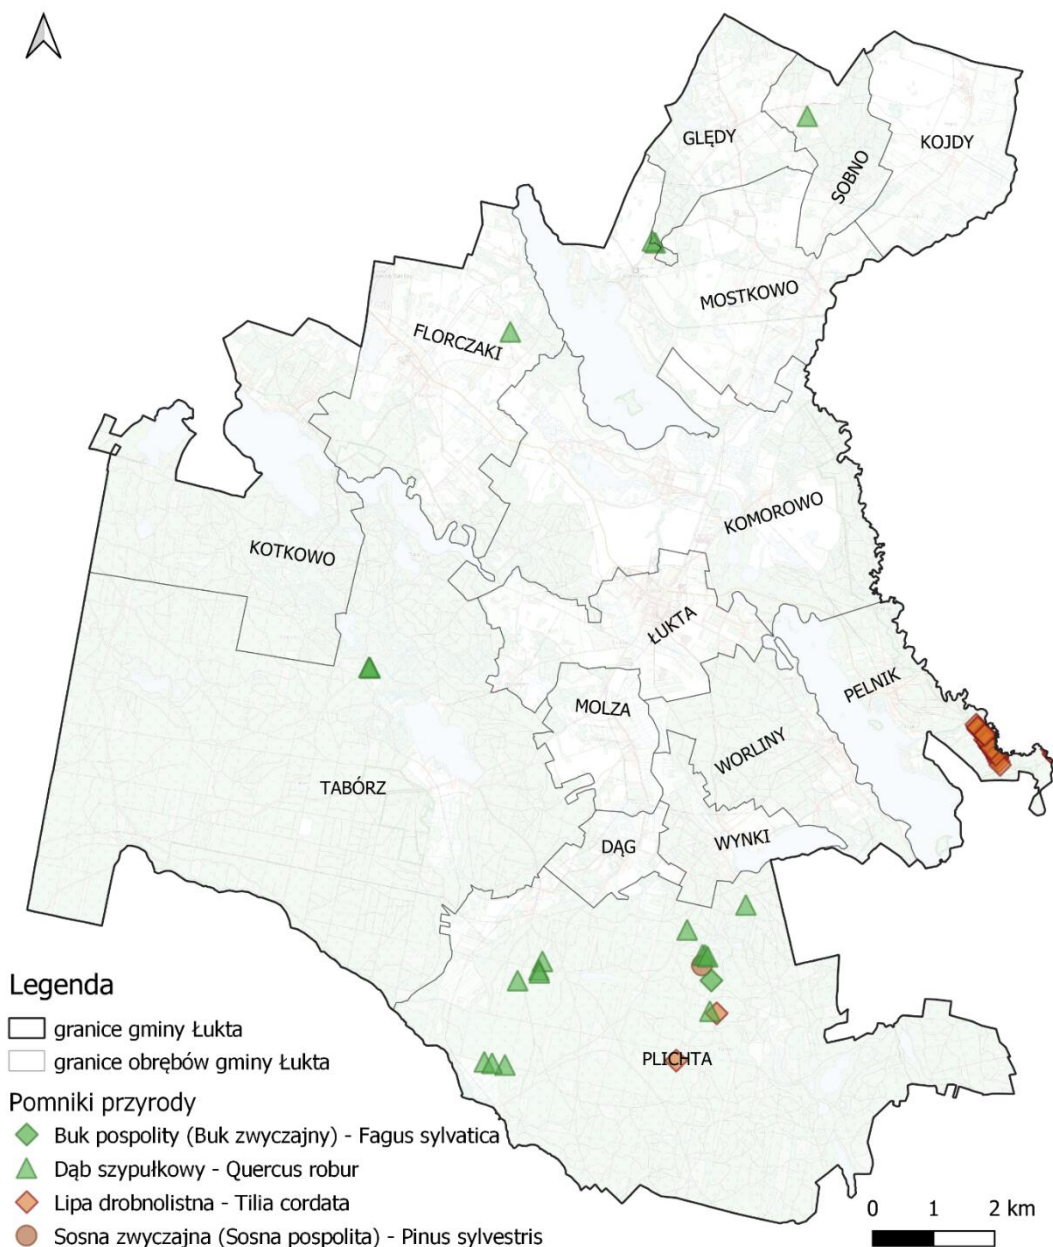 GLĘDY
KOJDY
SOBNO
MOSTKOWO
FLORCZAKI
KOMOROWO
KOTKOWO
ŁUKTA
PELNIK
MOLZA
WORLINY
TABÓRZ
DĄG
WYNKI
PLICHTA
Legenda
granice gminy Łukta
granice obrębów gminy Łukta
Pomniki przyrody
Buk pospolity (Buk zwyczajny) - Fagus sylvatica
Dąb szypułkowy - Quercus robur
Lipa drobnolistna - Tilia cordata
Sosna zwyczajna (Sosna pospolita) - Pinus sylvestris
0 1 2 km